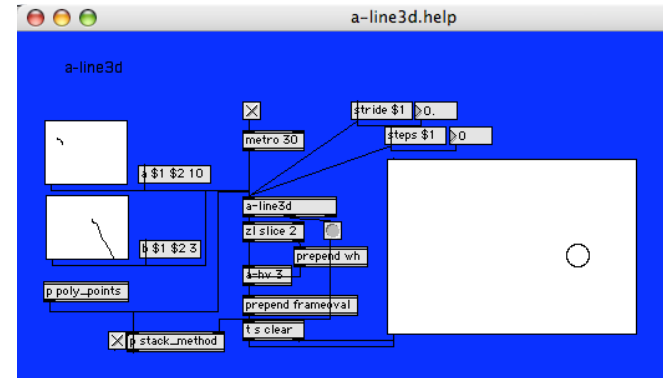 a-line3d.help
a-line3d
stride $1
0.
steps $1
0
metro 30
a $1 $2 10
a-line3d
zl slice 2
b $1 $2 3
prepend wh
a-hv 3
p poly_points
prepend frameoval
t s clear
p stack_method